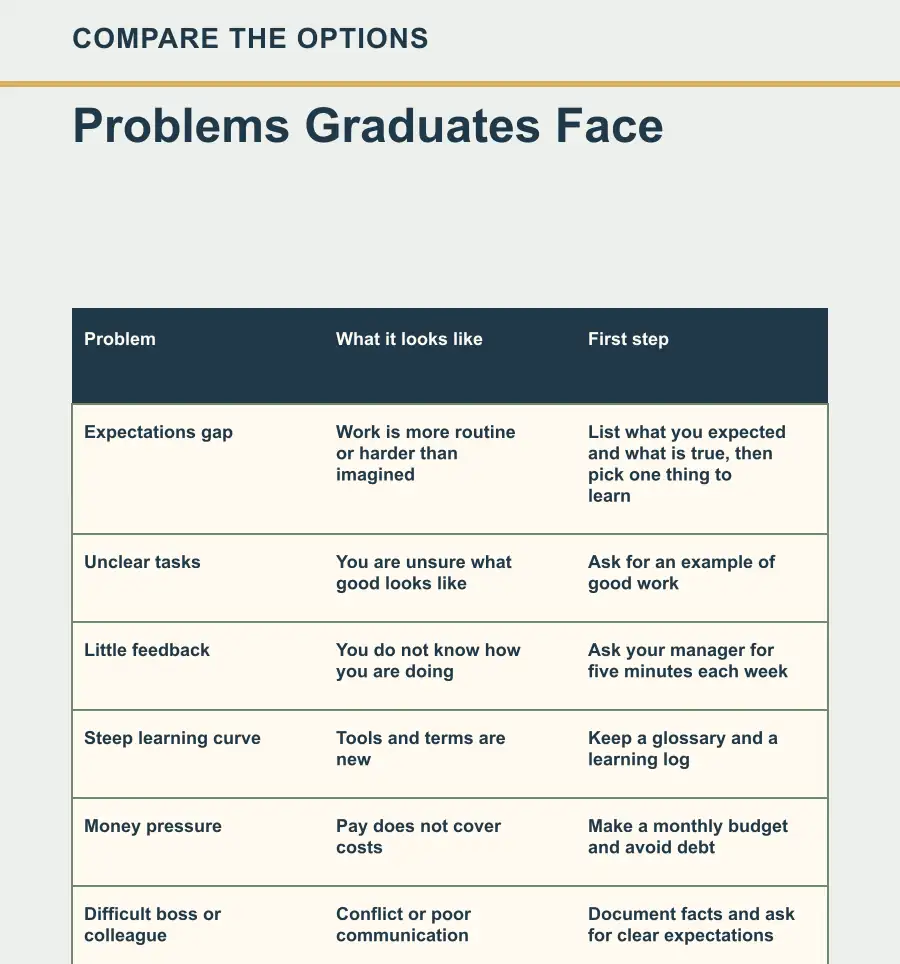 COMPARE THE OPTIONS
Problems Graduates Face
Problem
What it looks like
First step
Expectations gap
Work is more routine
or harder than
imagined
List what you expected
and what is true, then
pick one thing to
learn
Unclear tasks
You are unsure what
good looks like
Ask for an example of
good work
Little feedback
You do not know how
you are doing
Ask your manager for
five minutes each week
Steep learning curve
Tools and terms are
new
Keep a glossary and a
learning log
Money pressure
Pay does not cover
costs
Make a monthly budget
and avoid debt
Difficult boss or
colleague
Conflict or poor
communication
Document facts and ask
for clear expectations